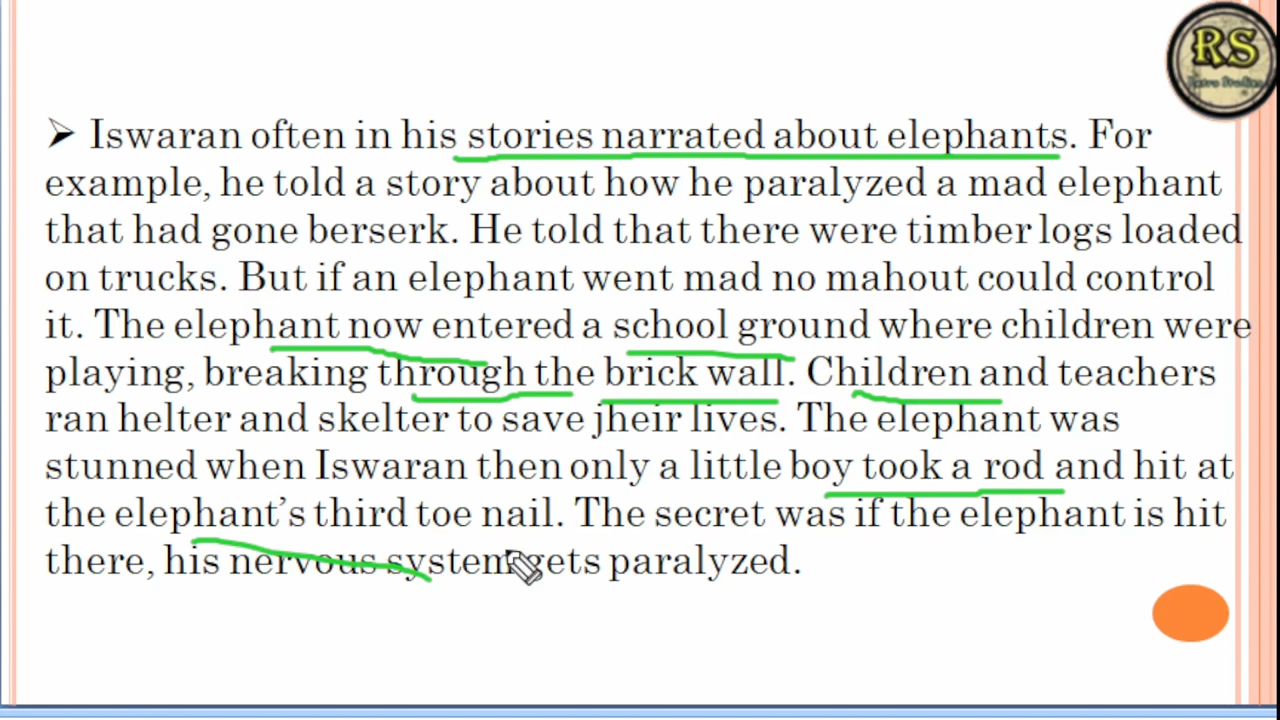 RS
➢ Iswaran often in his stories narrated about elephants. For
example, he told a story about how he paralyzed a mad elephant
that had gone berserk. He told that there were timber logs loaded
on trucks. But if an elephant went mad no mahout could control
it. The elephant now entered a school ground where children were
playing, breaking through the brick wall. Children and teachers
ran helter and skelter to save jheir lives. The elephant was
stunned when Iswaran then only a little boy took a rod and hit at
the elephant’s third toe nail. The secret was if the elephant is hit
there, his nervous system gets paralyzed.